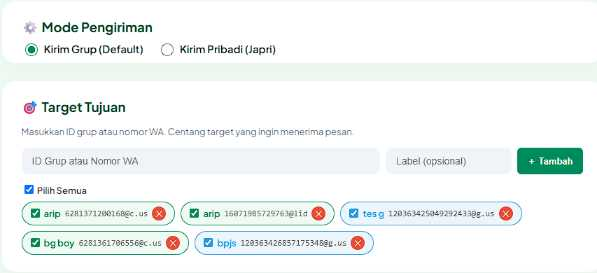 Mode Pengiriman
Kirim Grup (Default) Kirim Pribadi (Japri)
Target Tujuan
Masukkan ID grup atau nomor WA. Centang target yang ingin menerima pesan.
ID Grup atau Nomor WA Label (opsional) + Tambah
Pilih Semua
arip 6281371200168@c.us arip 16071985729763@lid tes g 120363425049292433@g.us
bg boy 6281361706556@c.us bpjs 120363426857175348@g.us